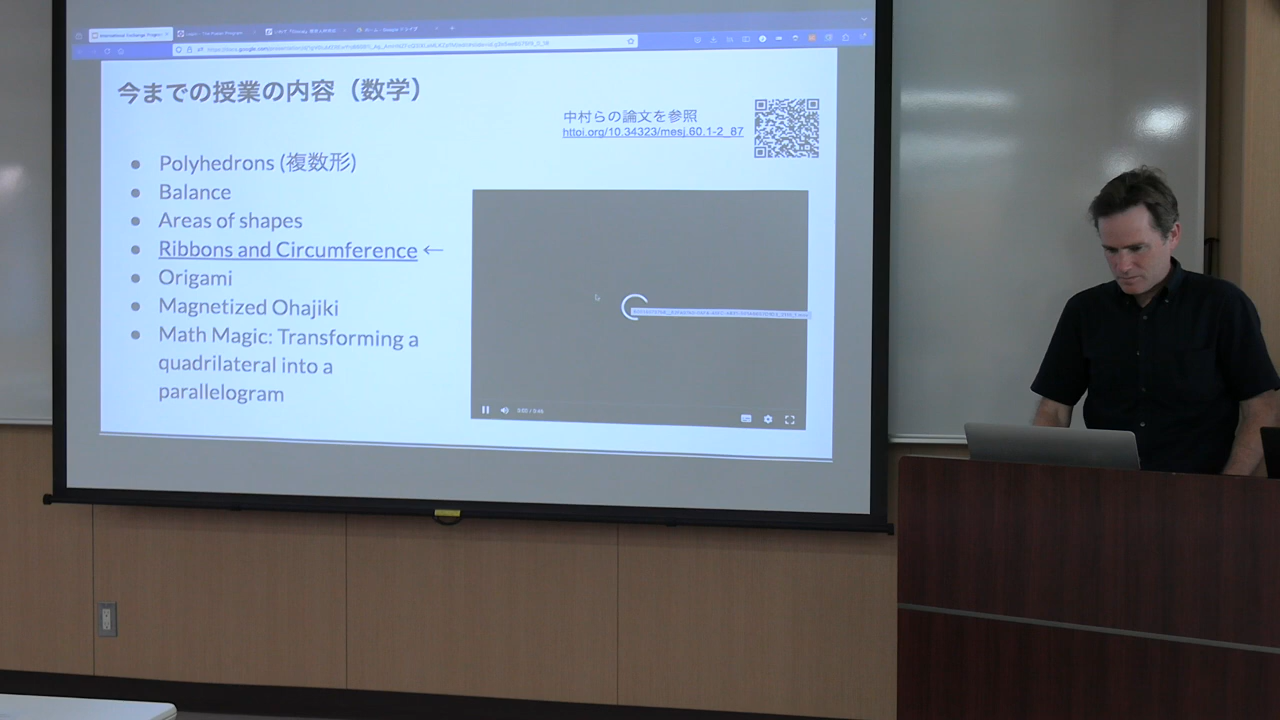 今までの授業の内容（数学）
中村らの論文を参照
httoi.org/10.34323/mesj.60.1-2_87
Polyhedrons (複数形)
Balance
Areas of shapes
Ribbons and Circumference ←
Origami
Magnetized Ohajiki
Math Magic: Transforming a
quadrilateral into a
parallelogram